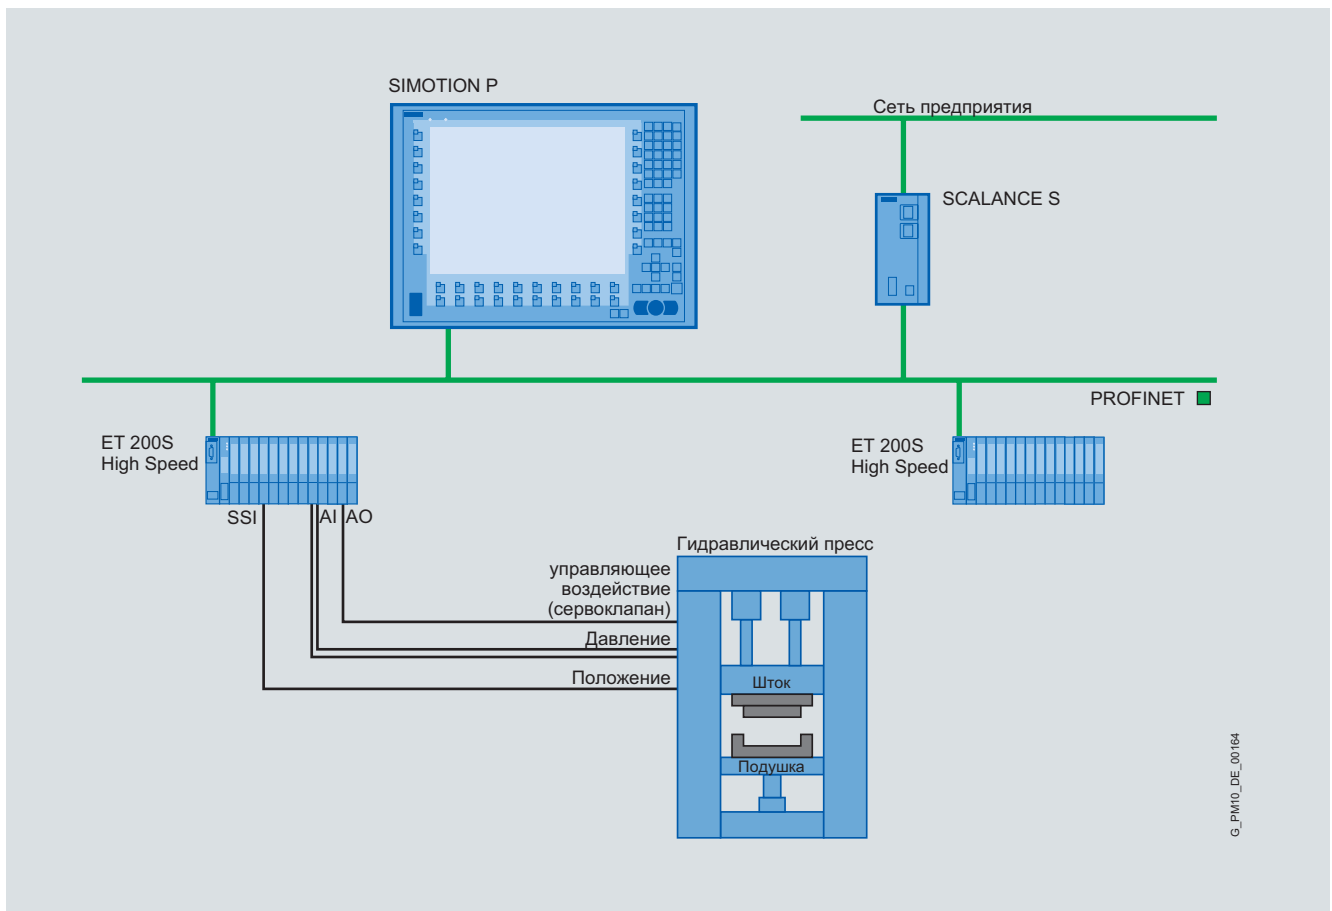 SIMOTION P
Сеть предприятия
SCALANCE S
PROFINET
ET 200S
High Speed
ET 200S
High Speed
SSI
AI
AO
Гидравлический пресс
управляющее
воздействие
(сервоклапан)
Давление
Положение
Шток
Подушка
G_PM10_DE_00164